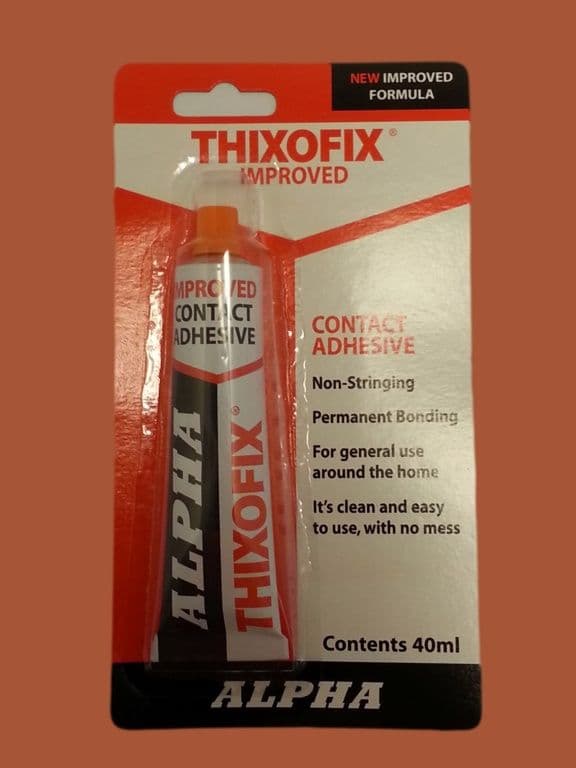 NEW IMPROVED
FORMULA
THIXOFIX®
IMPROVED
IMPROVED
CONTACT
ADHESIVE
ALPHA
THIXOFIX®
CONTACT
ADHESIVE
Non-Stringing
Permanent Bonding
For general use
around the home
It's clean and easy
to use, with no mess
Contents 40ml
ALPHA